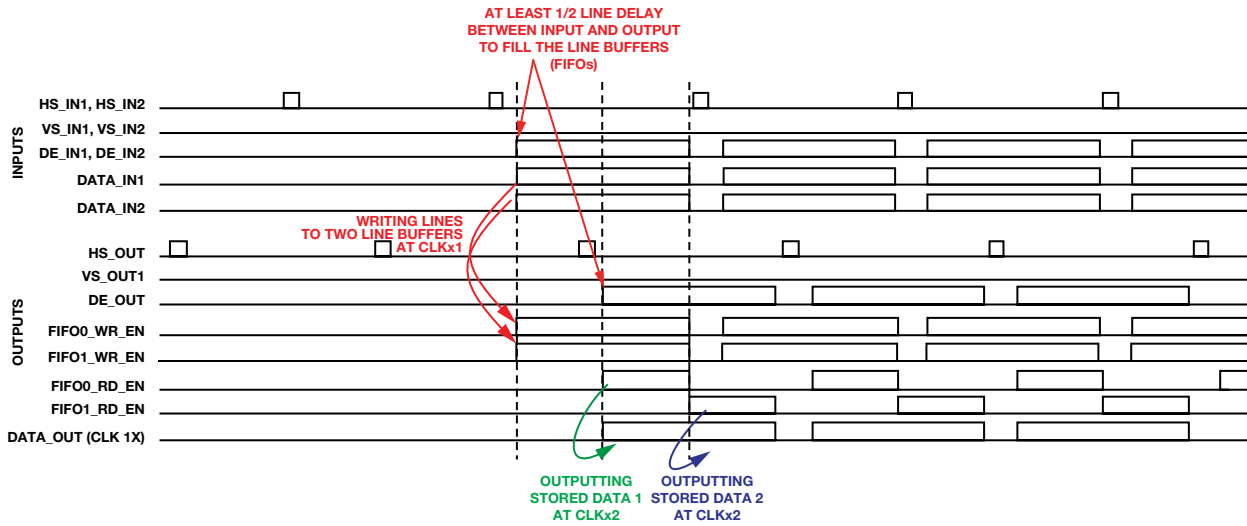 AT LEAST 1/2 LINE DELAY
BETWEEN INPUT AND OUTPUT
TO FILL THE LINE BUFFERS
(FIFOs)
INPUTS
HS_IN1, HS_IN2
VS_IN1, VS_IN2
DE_IN1, DE_IN2
DATA_IN1
DATA_IN2
WRITING LINES
TO TWO LINE BUFFERS
AT CLKx1
OUTPUTS
HS_OUT
VS_OUT1
DE_OUT
FIFO0_WR_EN
FIFO1_WR_EN
FIFO0_RD_EN
FIFO1_RD_EN
DATA_OUT (CLK 1X)
OUTPUTTING
STORED DATA 1
AT CLKx2
OUTPUTTING
STORED DATA 2
AT CLKx2